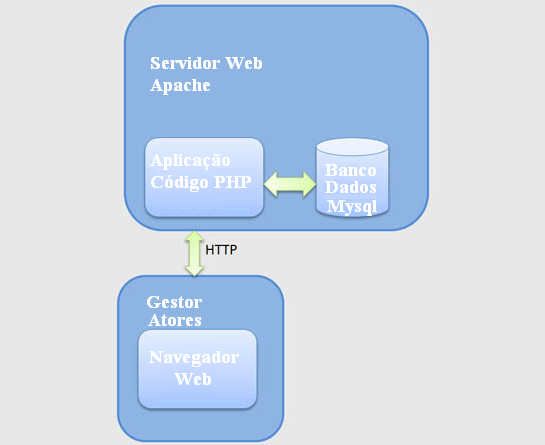 Servidor Web
Apache
Aplicação
Código PHP
Banco
Dados
Mysql
HTTP
Gestor
Atores
Navegador
Web